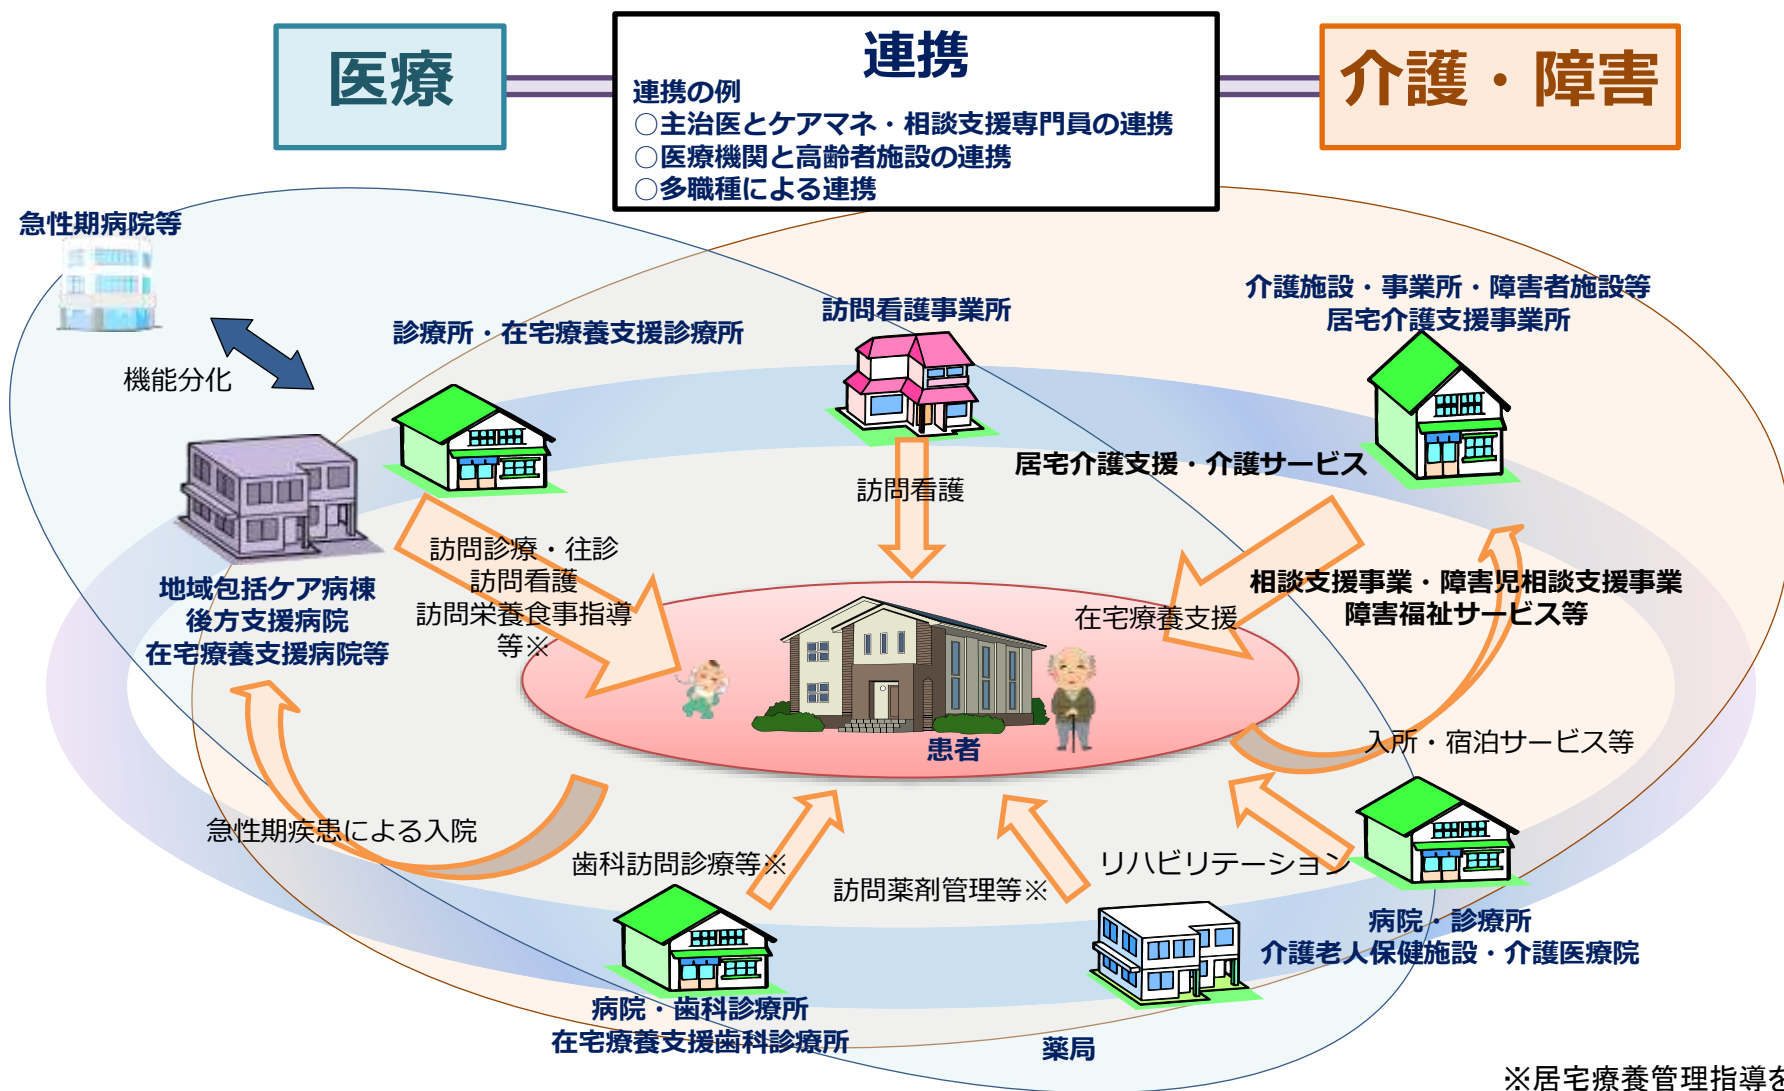 医療
連携
連携の例
○主治医とケアマネ・相談支援専門員の連携
○医療機関と高齢者施設の連携
○多職種による連携
介護・障害
急性期病院等
機能分化
診療所・在宅療養支援診療所
訪問看護事業所
介護施設・事業所・障害者施設等
居宅介護支援事業所
訪問看護
居宅介護支援・介護サービス
訪問診療・往診
訪問看護
訪問栄養食事指導
等※
地域包括ケア病棟
後方支援病院
在宅療養支援病院等
在宅療養支援
相談支援事業・障害児相談支援事業
障害福祉サービス等
患者
入所・宿泊サービス等
急性期疾患による入院
歯科訪問診療等※
訪問薬剤管理等※
リハビリテーション
病院・診療所
介護老人保健施設・介護医療院
病院・歯科診療所
在宅療養支援歯科診療所
薬局
※居宅療養管理指導を